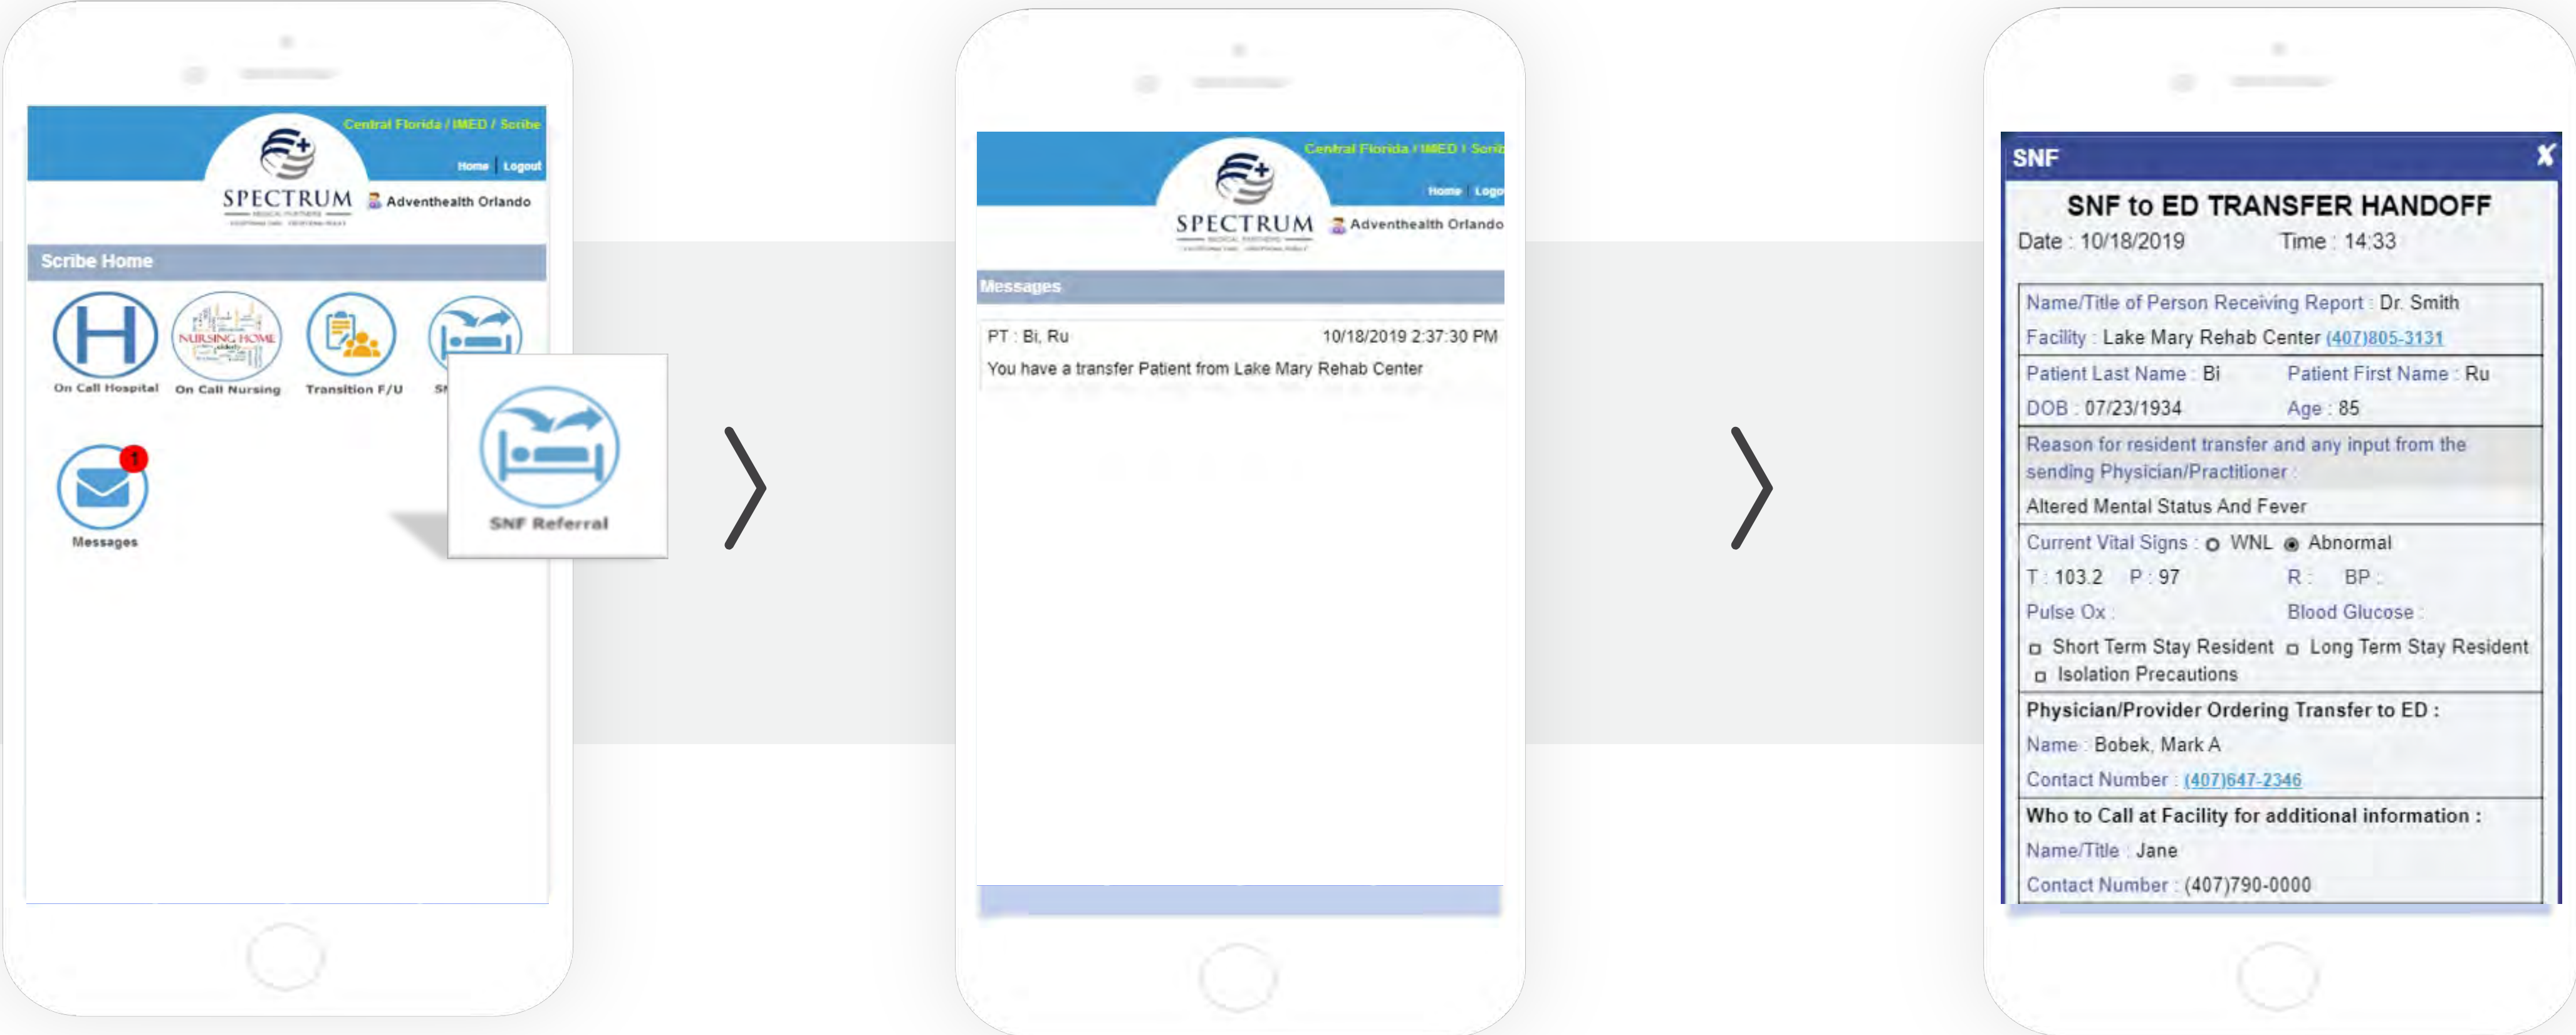 Central Florida / IMED / Scribe
Home | Logout
SPECTRUM
Adventhealth Orlando
Scribe Home
NURSING HOME
On Call Hospital
On Call Nursing
Transition F/U
1
Messages
SNF Referral
Central Florida / IMED / Scrib
Home | Logo
SPECTRUM
Adventhealth Orlando
Messages
PT : Bi, Ru 10/18/2019 2:37:30 PM
You have a transfer Patient from Lake Mary Rehab Center
SNF X
SNF to ED TRANSFER HANDOFF
Date : 10/18/2019 Time : 14:33
Name/Title of Person Receiving Report : Dr. Smith
Facility : Lake Mary Rehab Center (407)805-3131
Patient Last Name : Bi Patient First Name : Ru
DOB : 07/23/1934 Age : 85
Reason for resident transfer and any input from the
sending Physician/Practitioner :
Altered Mental Status And Fever
Current Vital Signs : WNL Abnormal
T : 103.2 P : 97 R : BP :
Pulse Ox : Blood Glucose :
Short Term Stay Resident Long Term Stay Resident
Isolation Precautions
Physician/Provider Ordering Transfer to ED :
Name : Bobek, Mark A
Contact Number : (407)647-2346
Who to Call at Facility for additional information :
Name/Title : Jane
Contact Number : (407)790-0000